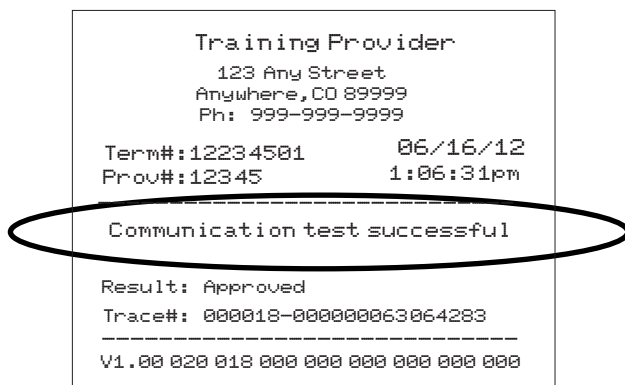 Training Provider
123 Any Street
Anywhere,CO 89999
Ph: 999-999-9999
Term#:12234501 06/16/12
Prov#:12345 1:06:31pm
--------------------------
Communication test successful
Result: Approved
Trace#: 000018-000000063064283
--------------------------
V1.00 020 018 000 000 000 000 000 000